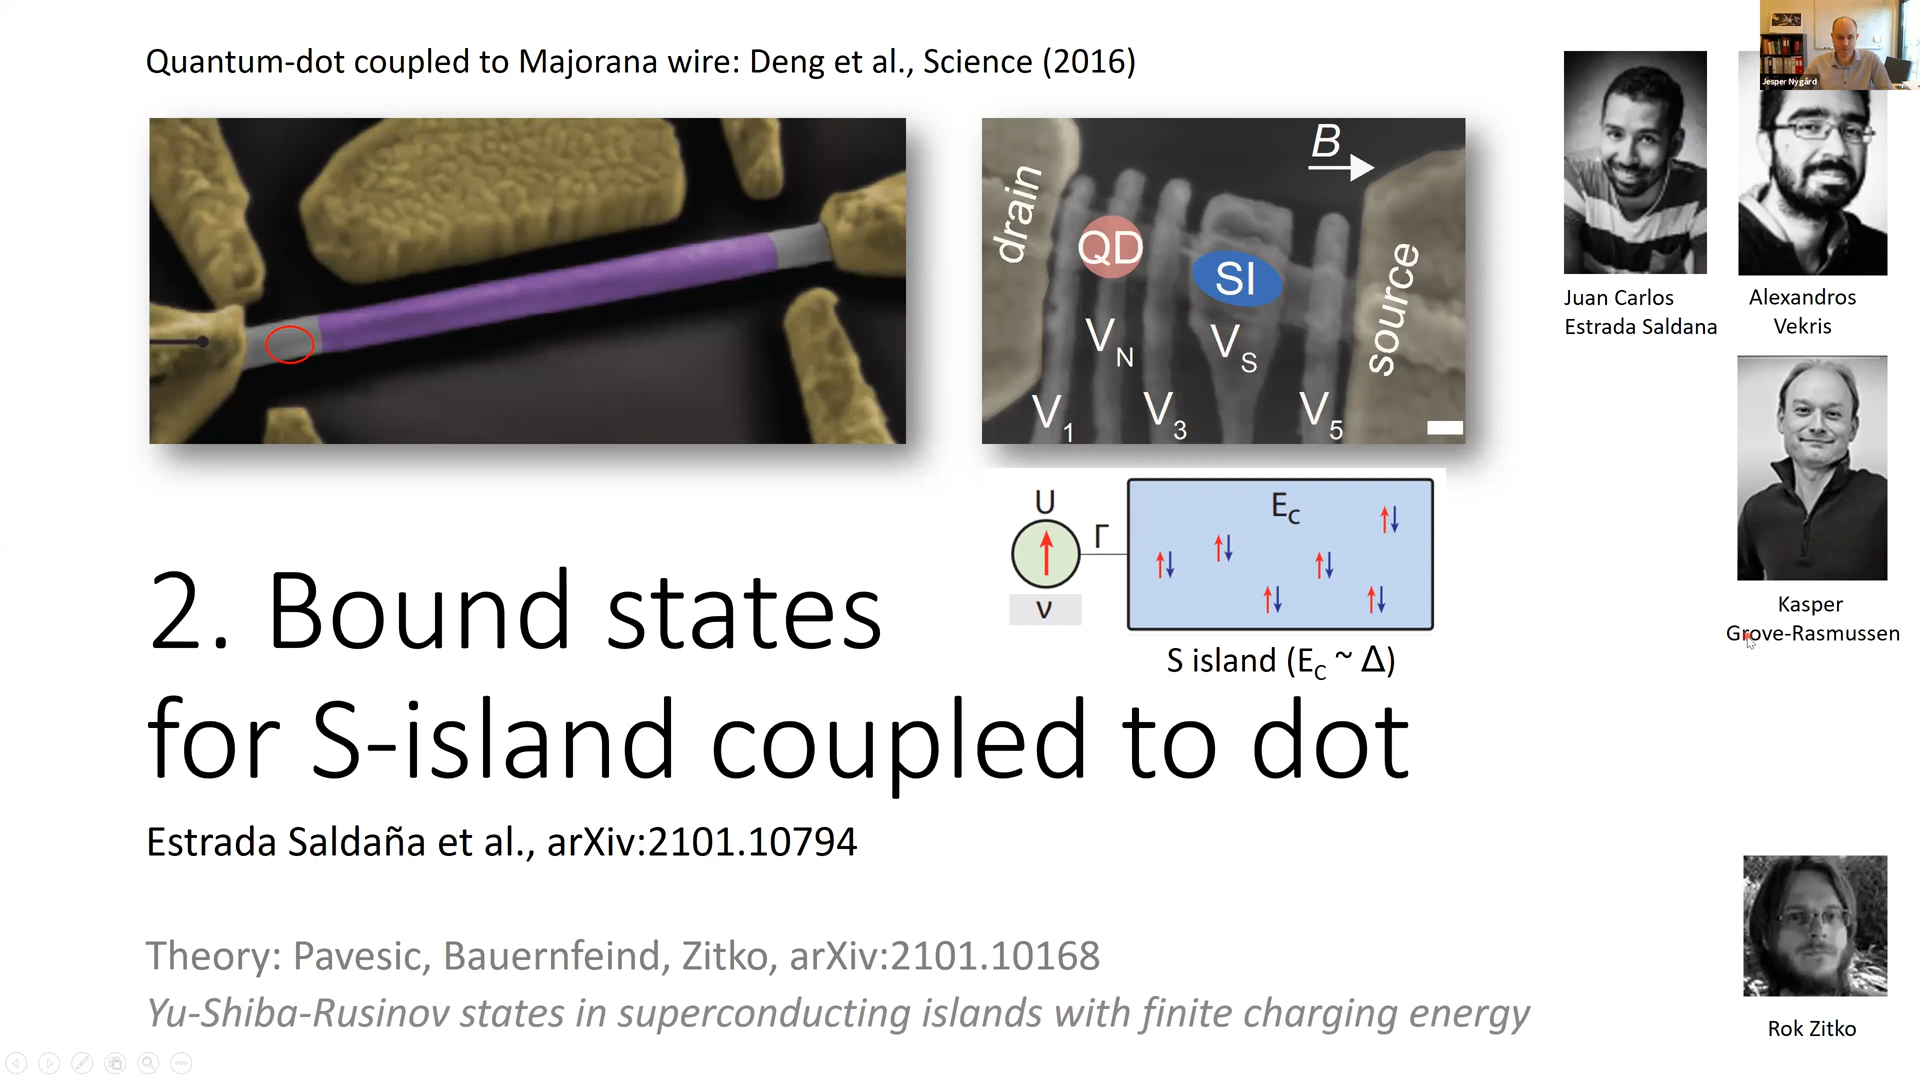 Quantum-dot coupled to Majorana wire: Deng et al., Science (2016)
Jesper Nygård
B
drain
QD
SI
source
V_N
V_S
V_1
V_3
V_5
Juan Carlos
Estrada Saldana
Alexandros
Vekris
U
Γ
E_C
ν
S island (E_C ~ Δ)
Kasper
Grove-Rasmussen
2. Bound states
for S-island coupled to dot
Estrada Saldaña et al., arXiv:2101.10794
Theory: Pavesic, Bauernfeind, Zitko, arXiv:2101.10168
Yu-Shiba-Rusinov states in superconducting islands with finite charging energy
Rok Zitko